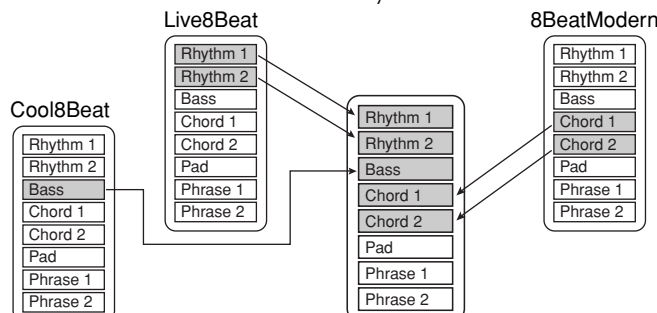 Live8Beat
Rhythm 1
Rhythm 2
Bass
Chord 1
Chord 2
Pad
Phrase 1
Phrase 2
8BeatModern
Rhythm 1
Rhythm 2
Bass
Chord 1
Chord 2
Pad
Phrase 1
Phrase 2
Cool8Beat
Rhythm 1
Rhythm 2
Bass
Chord 1
Chord 2
Pad
Phrase 1
Phrase 2
Rhythm 1
Rhythm 2
Bass
Chord 1
Chord 2
Pad
Phrase 1
Phrase 2